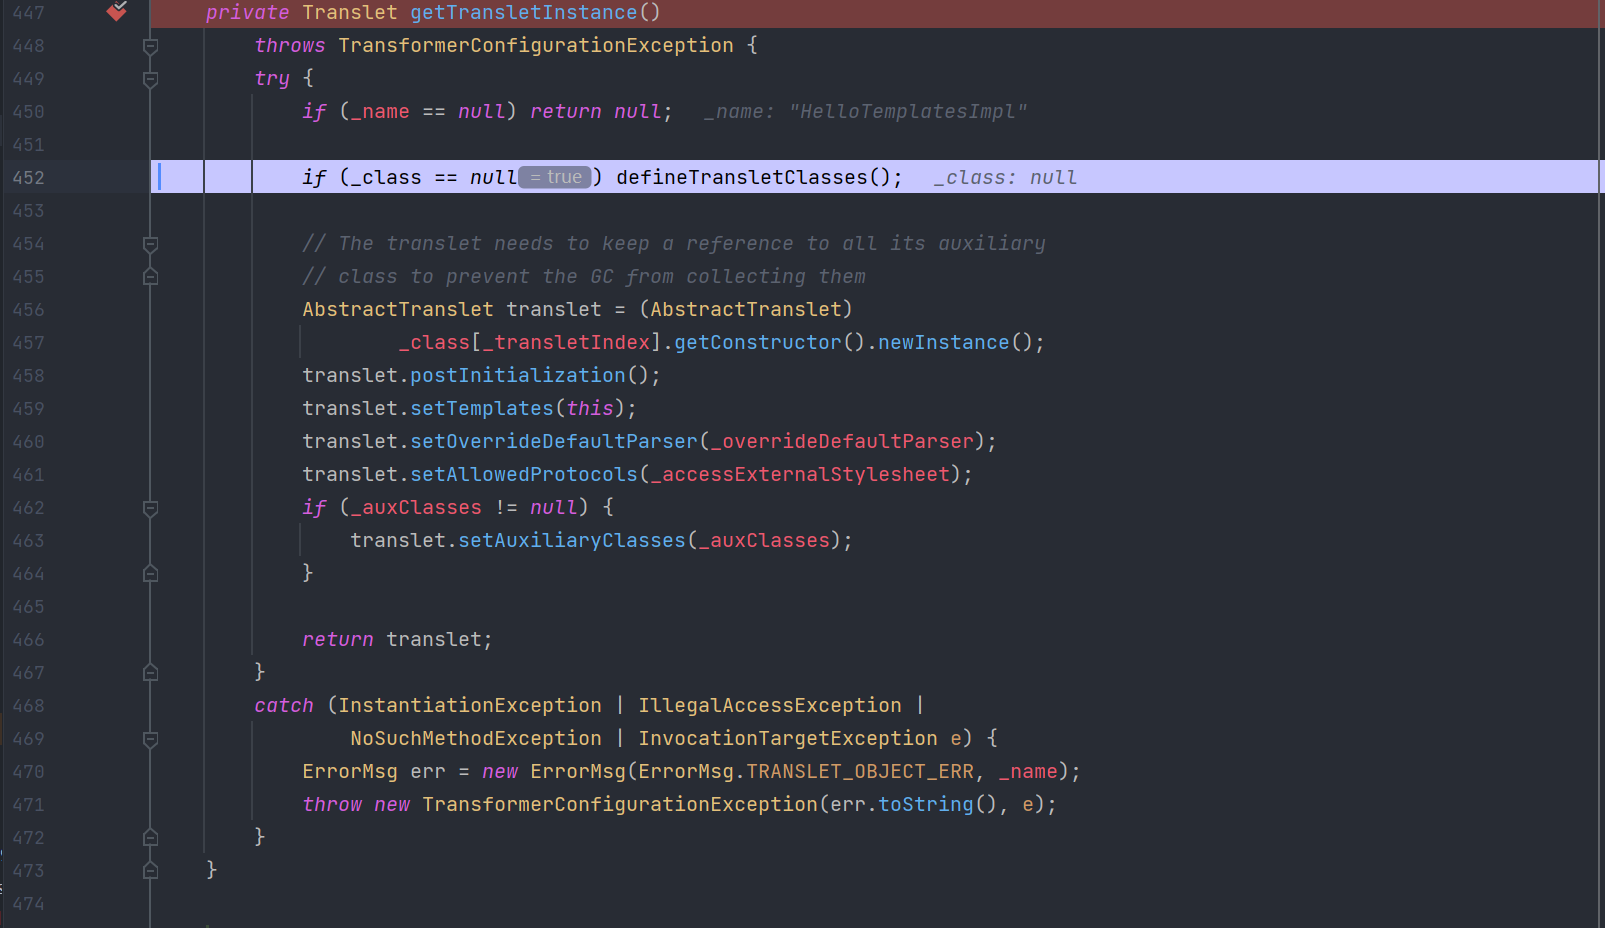 447 private Translet getTransletInstance()
448 throws TransformerConfigurationException {
449 try {
450 if (_name == null) return null; _name: "HelloTemplatesImpl"
451
452 if (_class == null = true ) defineTransletClasses(); _class: null
453
454 // The translet needs to keep a reference to all its auxiliary
455 // class to prevent the GC from collecting them
456 AbstractTranslet translet = (AbstractTranslet)
457 _class[_transletIndex].getConstructor().newInstance();
458 translet.postInitialization();
459 translet.setTemplates(this);
460 translet.setOverrideDefaultParser(_overrideDefaultParser);
461 translet.setAllowedProtocols(_accessExternalStylesheet);
462 if (_auxClasses != null) {
463 translet.setAuxiliaryClasses(_auxClasses);
464 }
465
466 return translet;
467 }
468 catch (InstantiationException | IllegalAccessException |
469 NoSuchMethodException | InvocationTargetException e) {
470 ErrorMsg err = new ErrorMsg(ErrorMsg.TRANSLET_OBJECT_ERR, _name);
471 throw new TransformerConfigurationException(err.toString(), e);
472 }
473 }
474